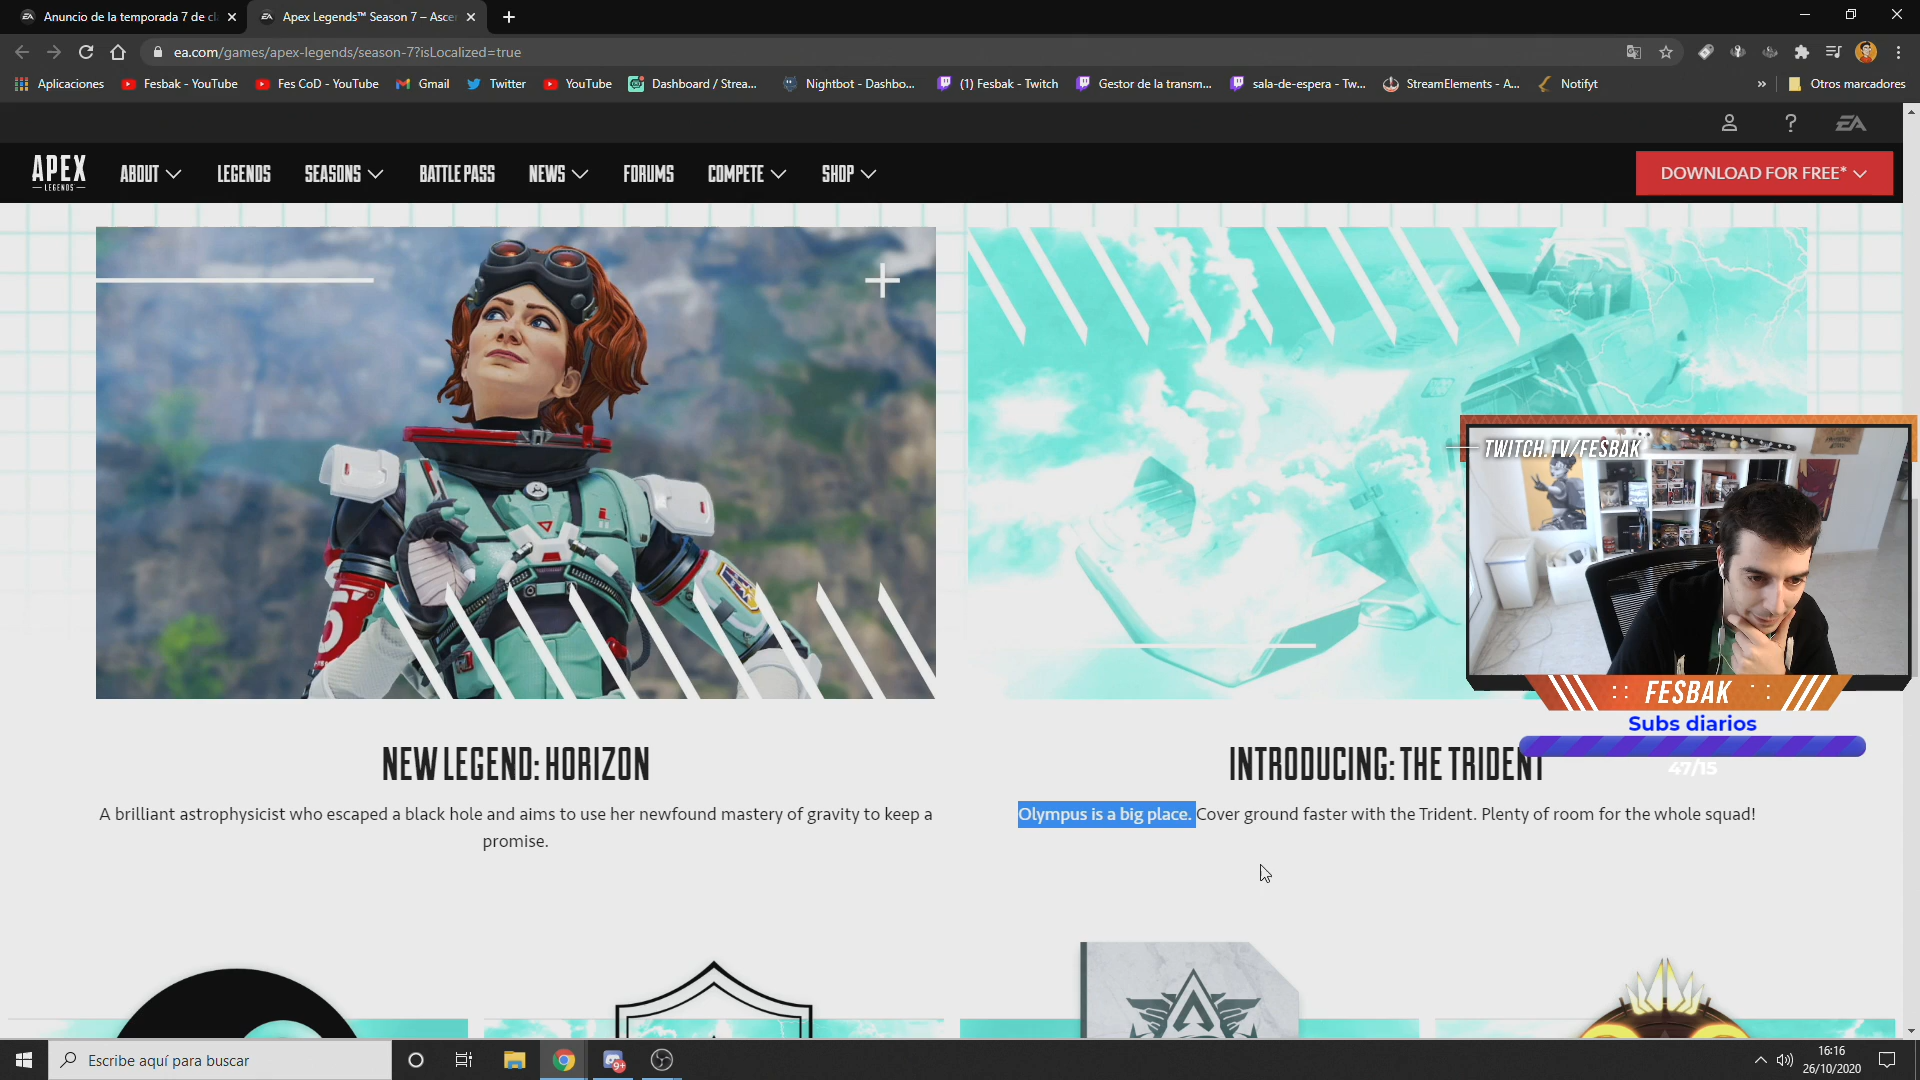 Anuncio de la temporada 7 de cl
Apex Legends™ Season 7 – Ascen
ea.com/games/apex-legends/season-7?isLocalized=true
Aplicaciones
Fesbak - YouTube
Fes CoD - YouTube
Gmail
Twitter
YouTube
Dashboard / Strea...
Nightbot - Dashbo...
(1) Fesbak - Twitch
Gestor de la transm...
sala-de-espera - Tw...
StreamElements - A...
Notifyt
»
Otros marcadores
?
EA
APEX
LEGENDS
ABOUT
LEGENDS
SEASONS
BATTLE PASS
NEWS
FORUMS
COMPETE
SHOP
DOWNLOAD FOR FREE*
TWITCH.TV/FESBAK
:: FESBAK ::
Subs diarios
47/15
NEW LEGEND: HORIZON
A brilliant astrophysicist who escaped a black hole and aims to use her newfound mastery of gravity to keep a
promise.
INTRODUCING: THE TRIDENT
Olympus is a big place. Cover ground faster with the Trident. Plenty of room for the whole squad!
Escribe aquí para buscar
9+
16:16
26/10/2020